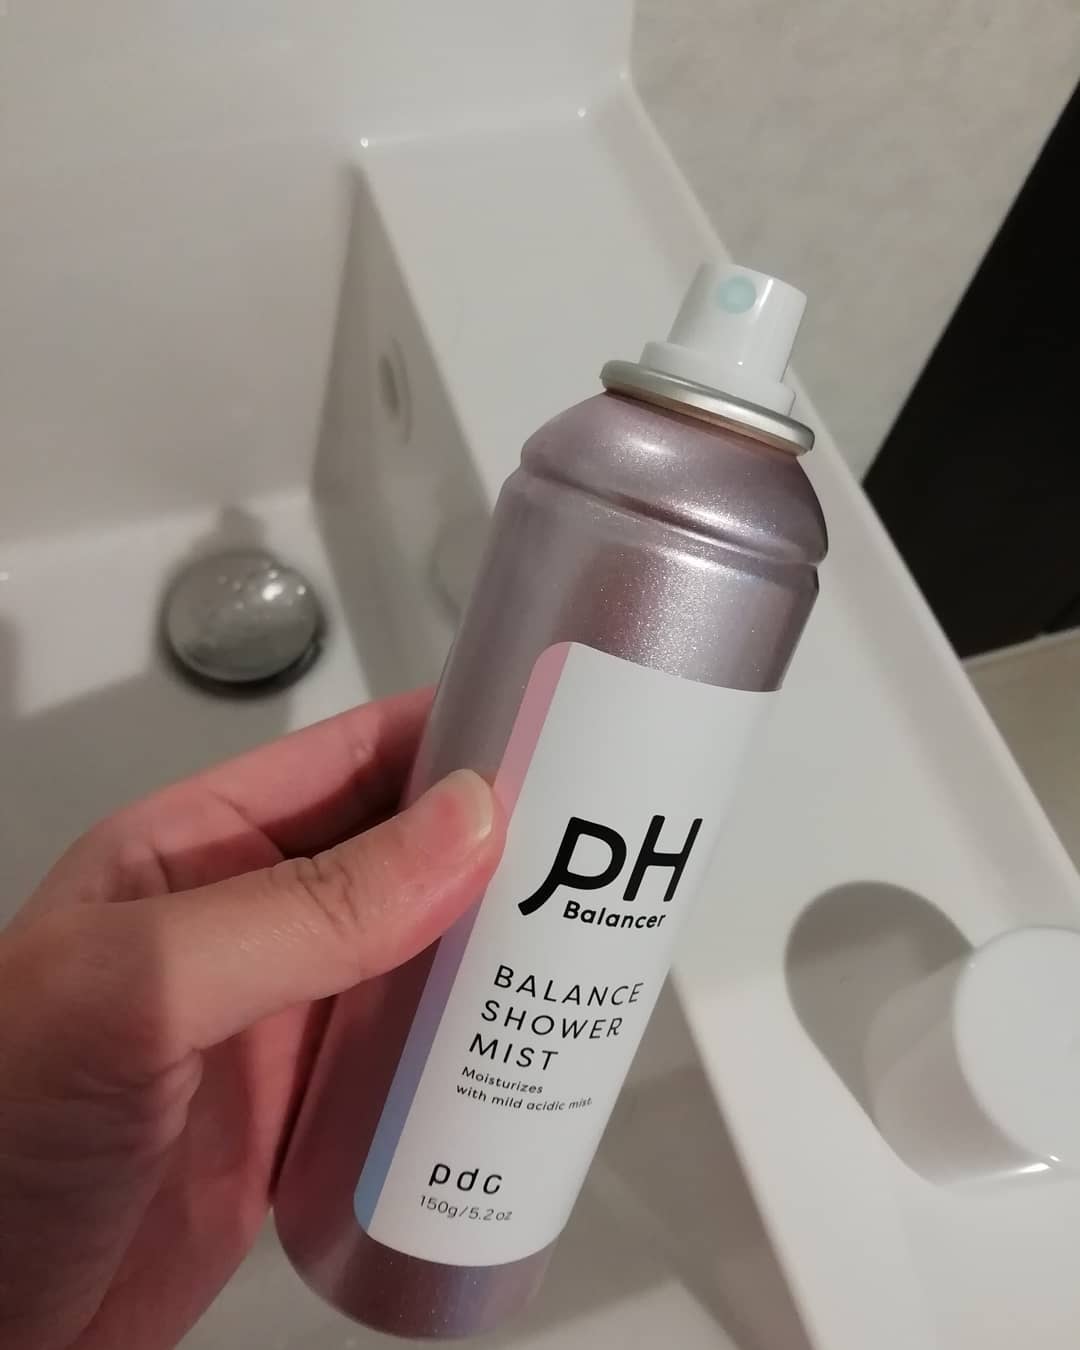 pH
Balancer
BALANCE
SHOWER
MIST
Moisturizes
with mild acidic mist.
pdc
150g/5.2oz